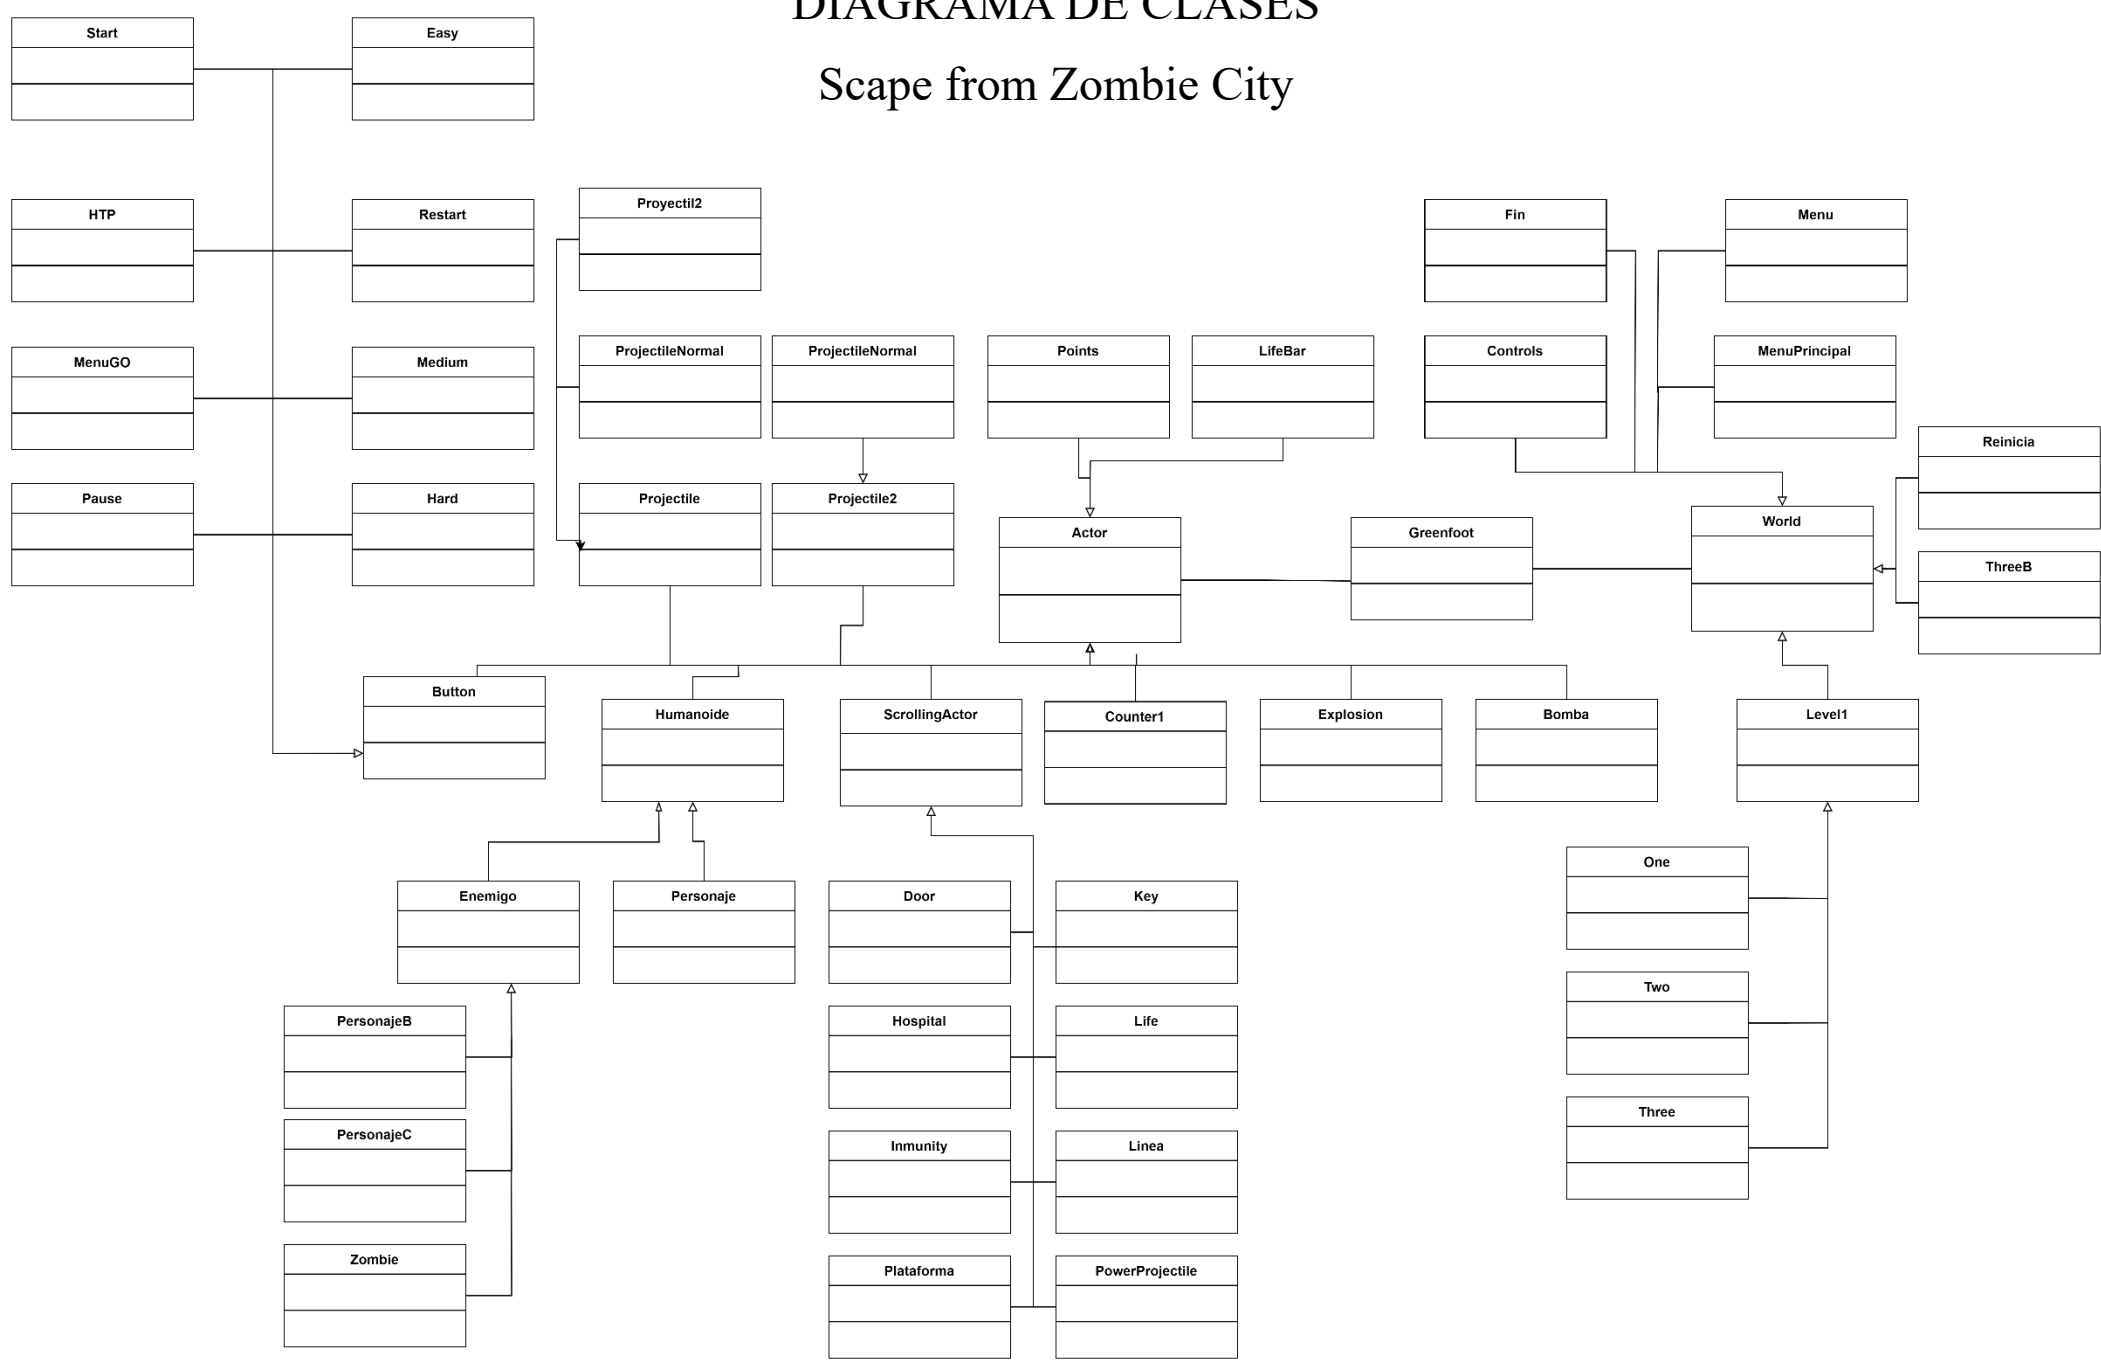 DIAGRAMA DE CLASES
Scape from Zombie City
Start
Easy
HTP
Restart
Proyectil2
Fin
Menu
MenuGO
Medium
ProjectileNormal
ProjectileNormal
Points
LifeBar
Controls
MenuPrincipal
Reinicia
Pause
Hard
Projectile
Projectile2
Actor
Greenfoot
World
ThreeB
Button
Humanoide
ScrollingActor
Counter1
Explosion
Bomba
Level1
One
Enemigo
Personaje
Door
Key
Two
PersonajeB
Hospital
Life
Three
PersonajeC
Inmunity
Linea
Zombie
Plataforma
PowerProjectile